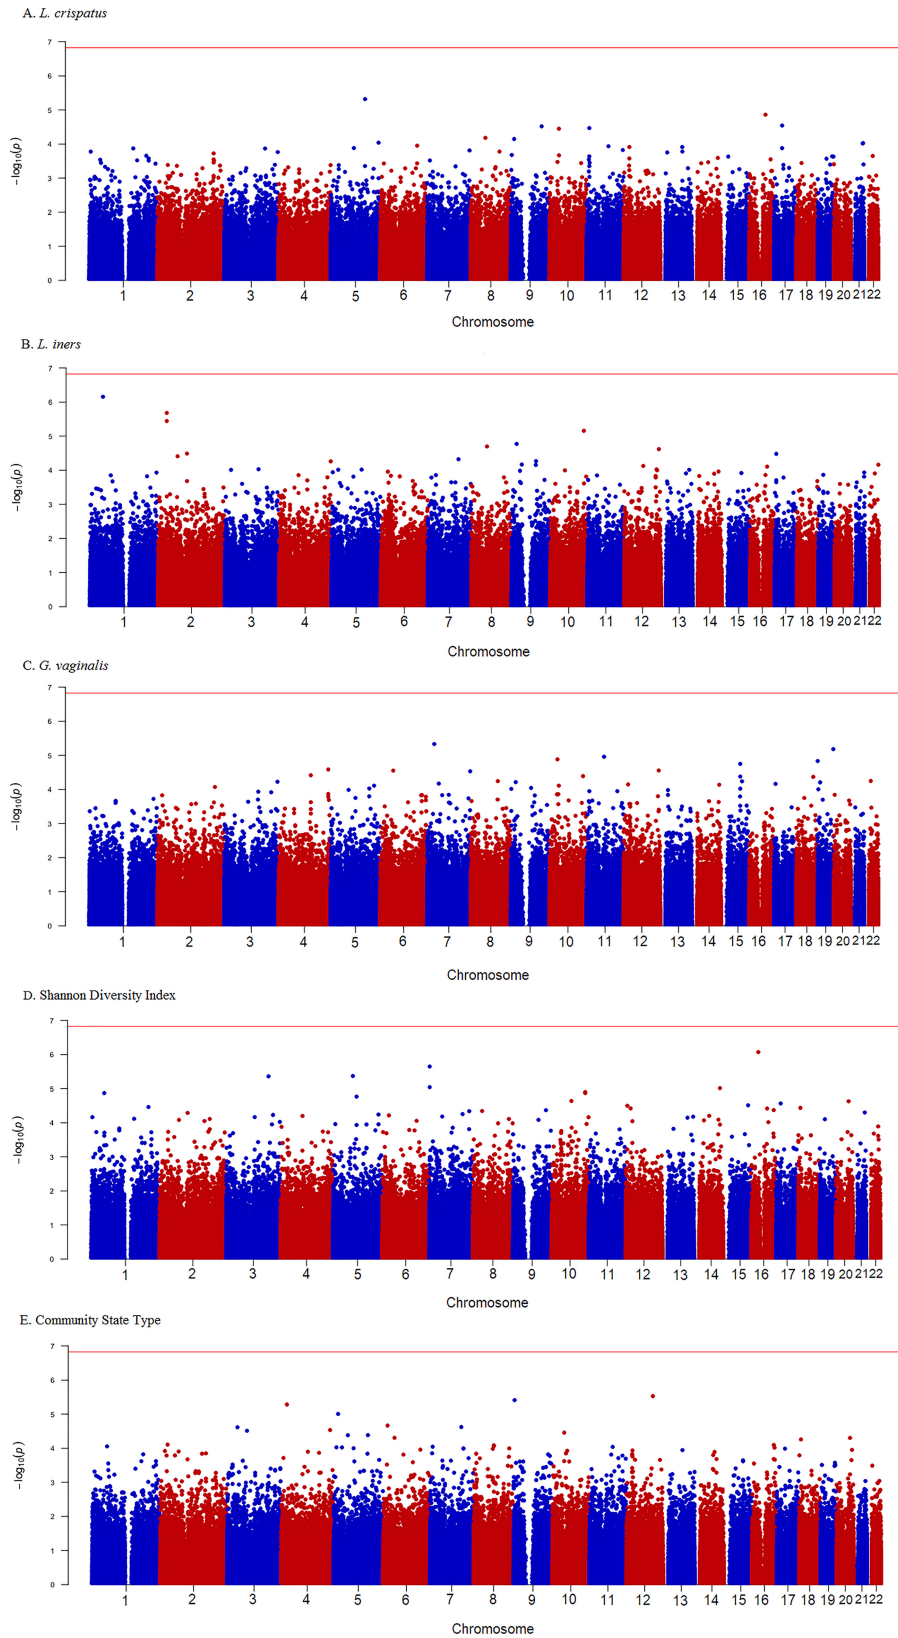 A. L. crispatus
7
6
5
4
3
2
1
0
−log10(p)
1 2 3 4 5 6 7 8 9 10 11 12 13 14 15 16 17 18 19 20 21 22
Chromosome
B. L. iners
7
6
5
4
3
2
1
0
−log10(p)
1 2 3 4 5 6 7 8 9 10 11 12 13 14 15 16 17 18 19 20 21 22
Chromosome
C. G. vaginalis
7
6
5
4
3
2
1
0
−log10(p)
1 2 3 4 5 6 7 8 9 10 11 12 13 14 15 16 17 18 19 20 21 22
Chromosome
D. Shannon Diversity Index
7
6
5
4
3
2
1
0
−log10(p)
1 2 3 4 5 6 7 8 9 10 11 12 13 14 15 16 17 18 19 20 21 22
Chromosome
E. Community State Type
7
6
5
4
3
2
1
0
−log10(p)
1 2 3 4 5 6 7 8 9 10 11 12 13 14 15 16 17 18 19 20 21 22
Chromosome